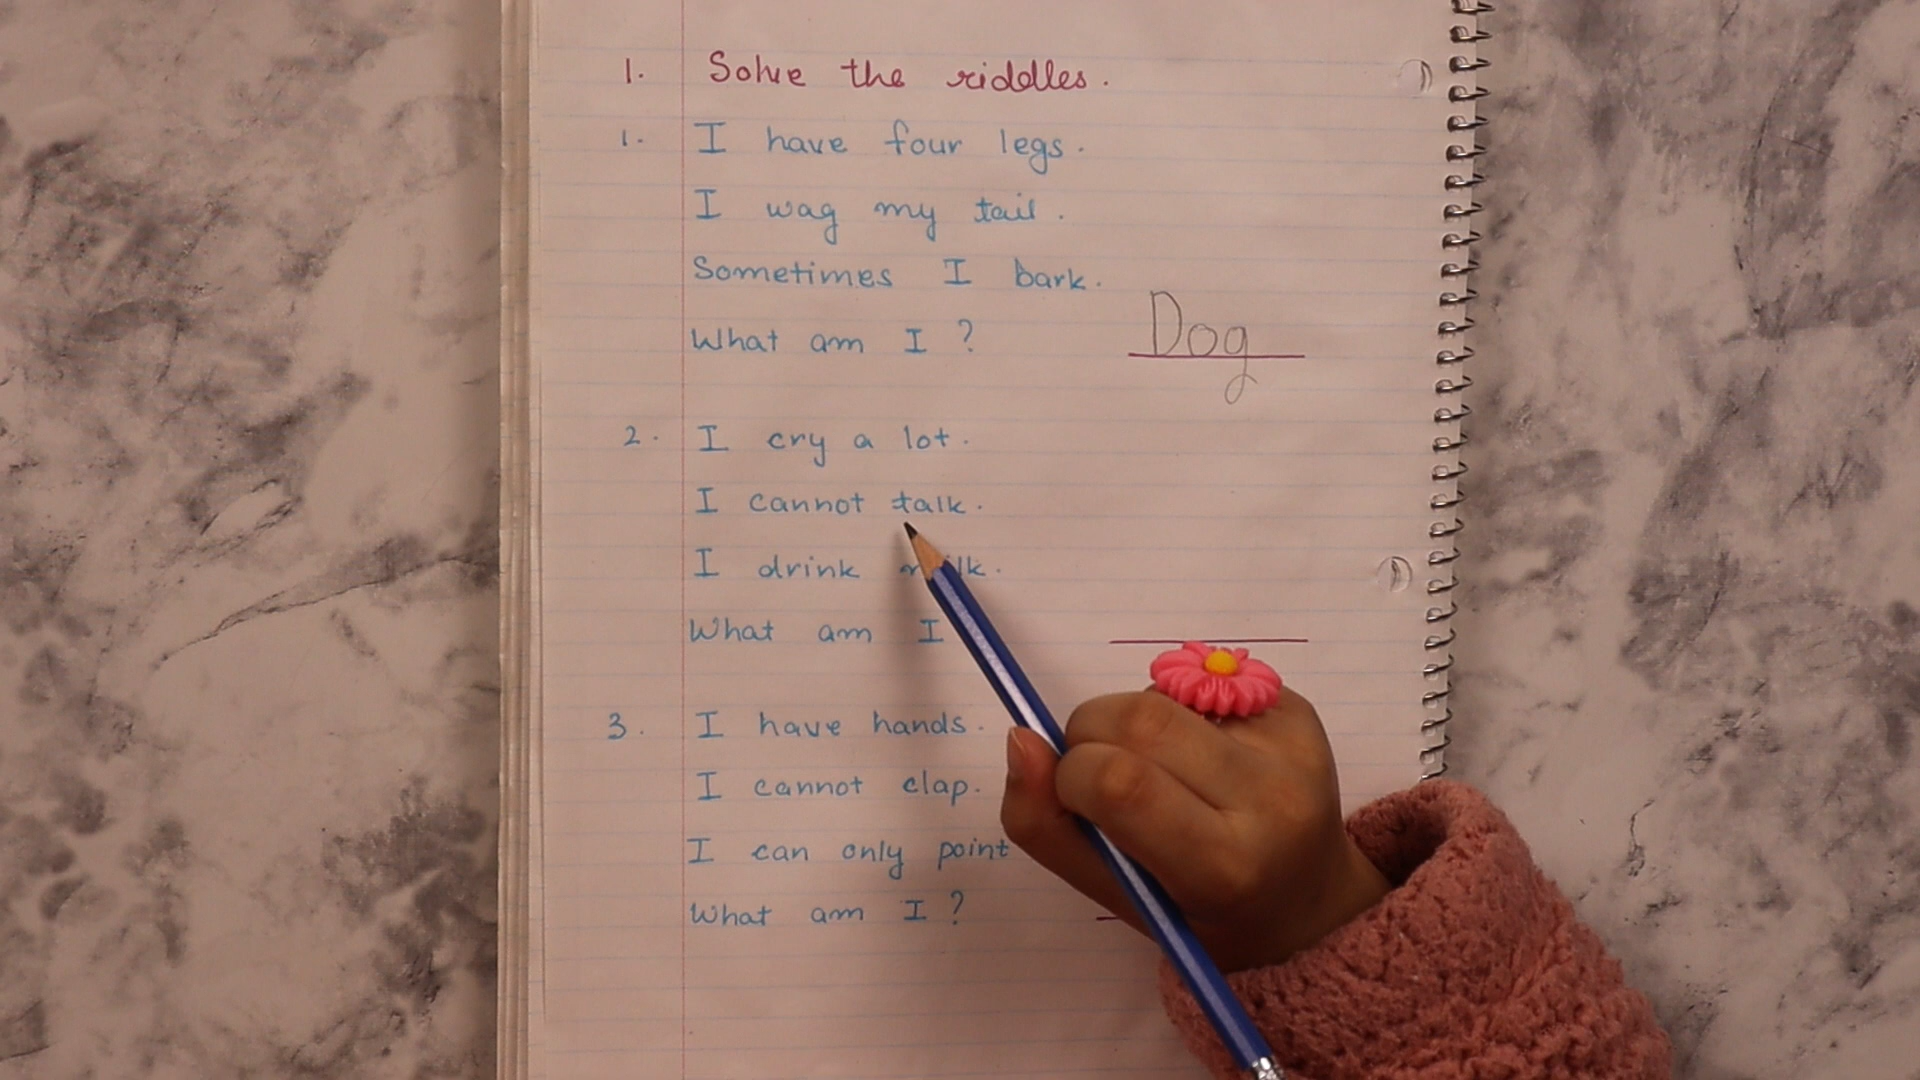 1. Solve the riddles.
1. I have four legs.
I wag my tail.
Sometimes I bark.
What am I ? Dog
2. I cry a lot.
I cannot talk.
I drink
What am I
3. I have hands.
I cannot clap.
I can only point
What am I ?